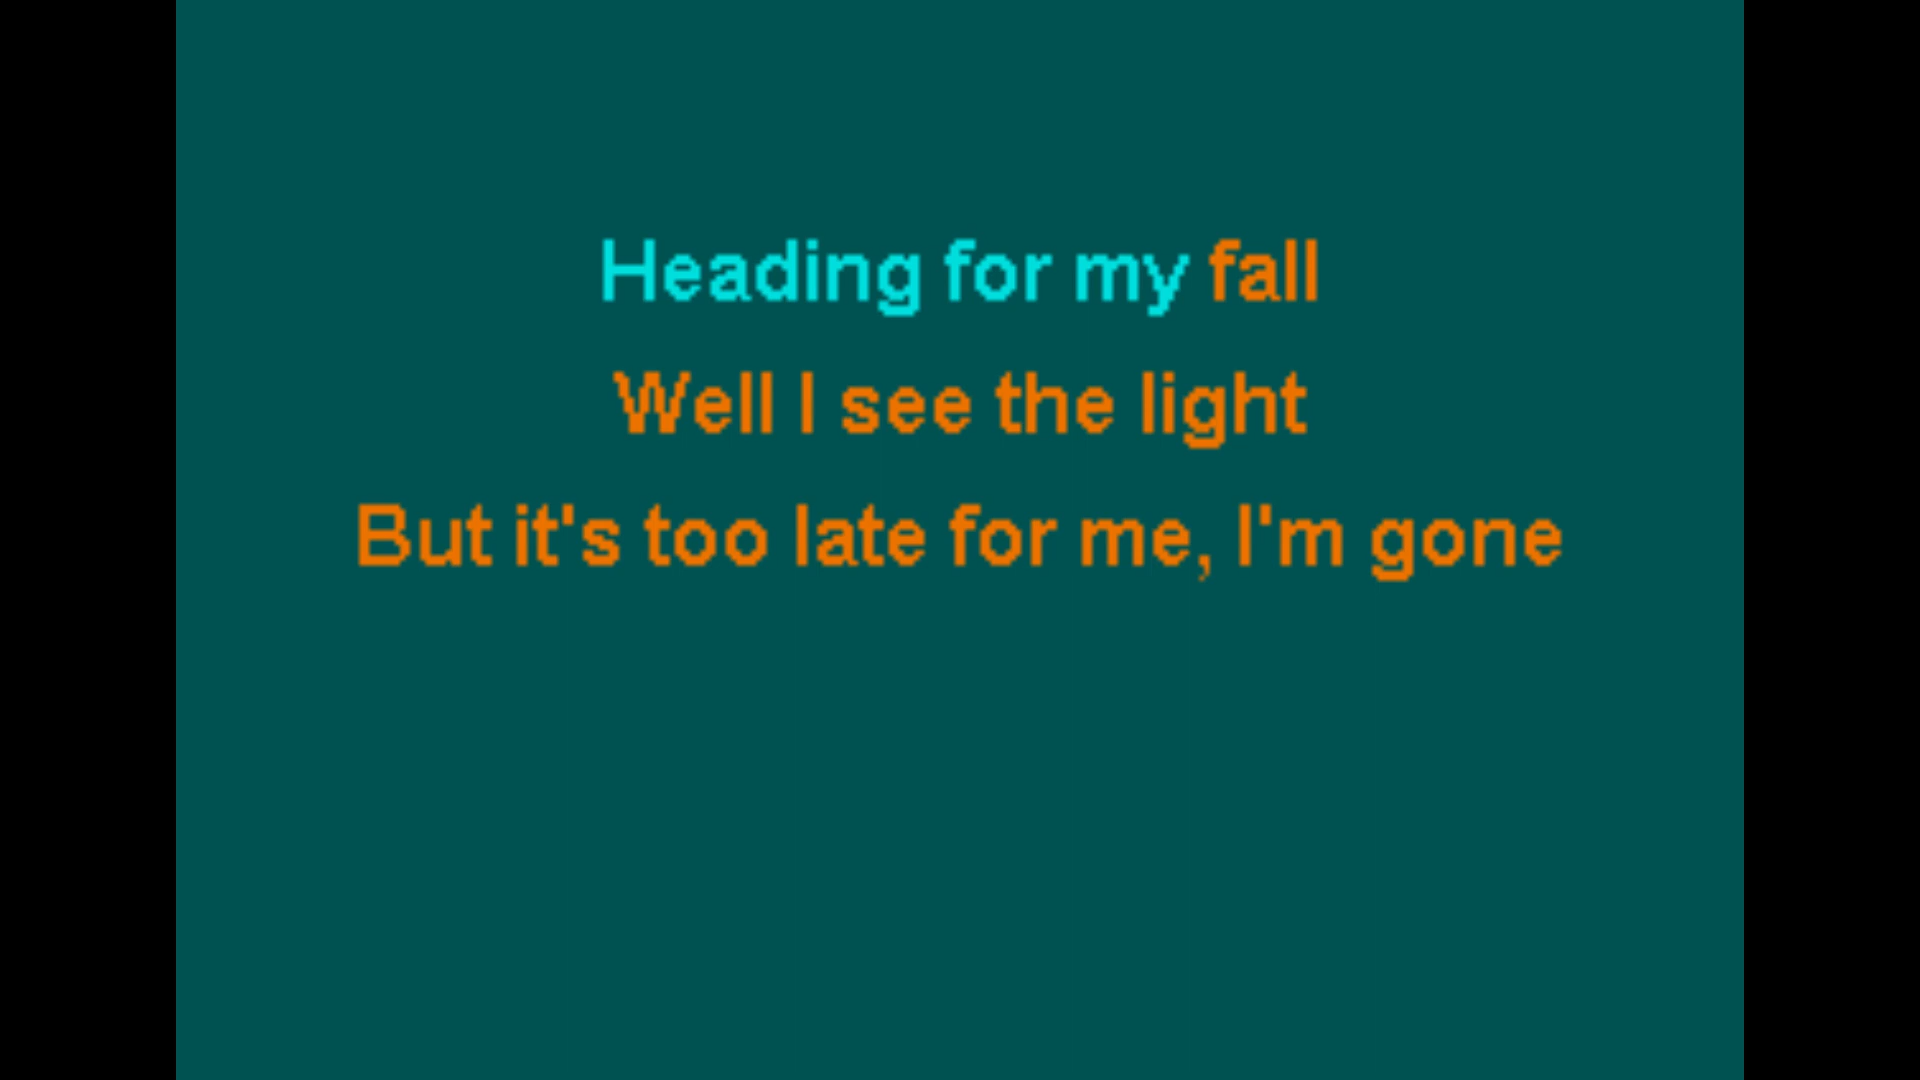 Heading for my fall
Well I see the light
But it's too late for me, I'm gone